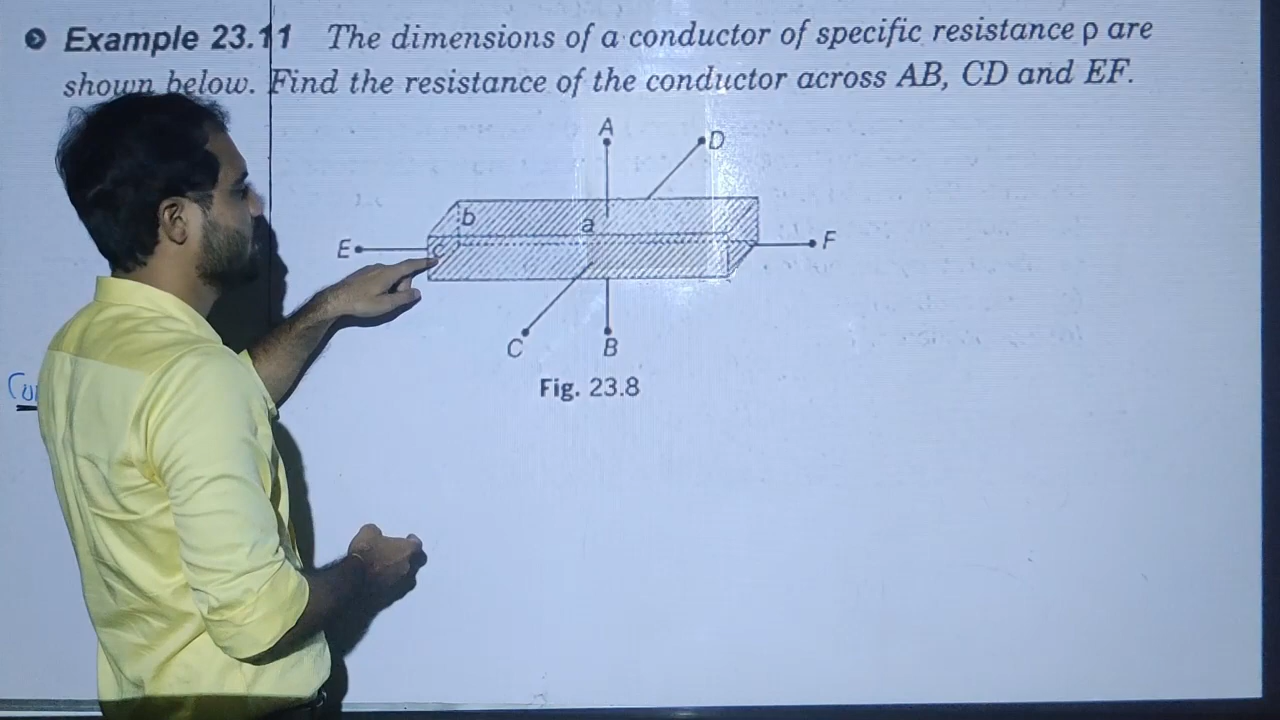 Example 23.11 The dimensions of a conductor of specific resistance ρ are
shown below. Find the resistance of the conductor across AB, CD and EF.
A
D
b
a
E
c
F
C
B
Fig. 23.8